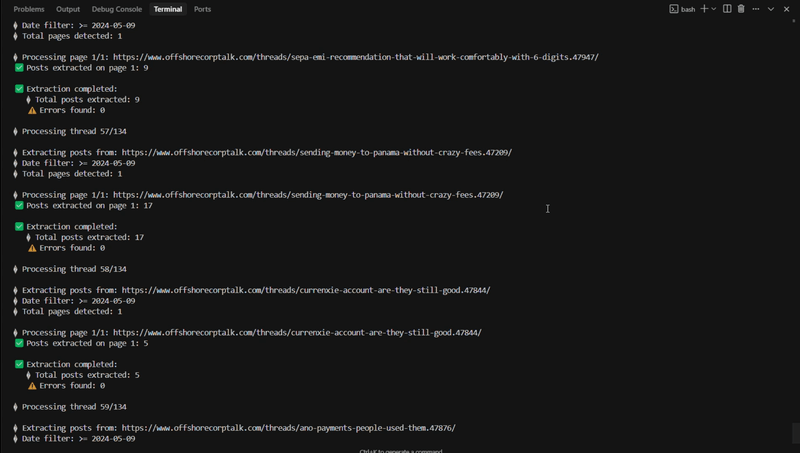 Problems Output Debug Console Terminal Ports bash
Date filter: >= 2024-05-09
Total pages detected: 1
Processing page 1/1: https://www.offshorecorptalk.com/threads/sepa-emi-recommendation-that-will-work-comfortably-with-6-digits.47947/
Posts extracted on page 1: 9
Extraction completed:
Total posts extracted: 9
Errors found: 0
Processing thread 57/134
Extracting posts from: https://www.offshorecorptalk.com/threads/sending-money-to-panama-without-crazy-fees.47209/
Date filter: >= 2024-05-09
Total pages detected: 1
Processing page 1/1: https://www.offshorecorptalk.com/threads/sending-money-to-panama-without-crazy-fees.47209/
Posts extracted on page 1: 17
Extraction completed:
Total posts extracted: 17
Errors found: 0
Processing thread 58/134
Extracting posts from: https://www.offshorecorptalk.com/threads/currenxie-account-are-they-still-good.47844/
Date filter: >= 2024-05-09
Total pages detected: 1
Processing page 1/1: https://www.offshorecorptalk.com/threads/currenxie-account-are-they-still-good.47844/
Posts extracted on page 1: 5
Extraction completed:
Total posts extracted: 5
Errors found: 0
Processing thread 59/134
Extracting posts from: https://www.offshorecorptalk.com/threads/ano-payments-people-used-them.47876/
Date filter: >= 2024-05-09
Ctrl+K to generate a command